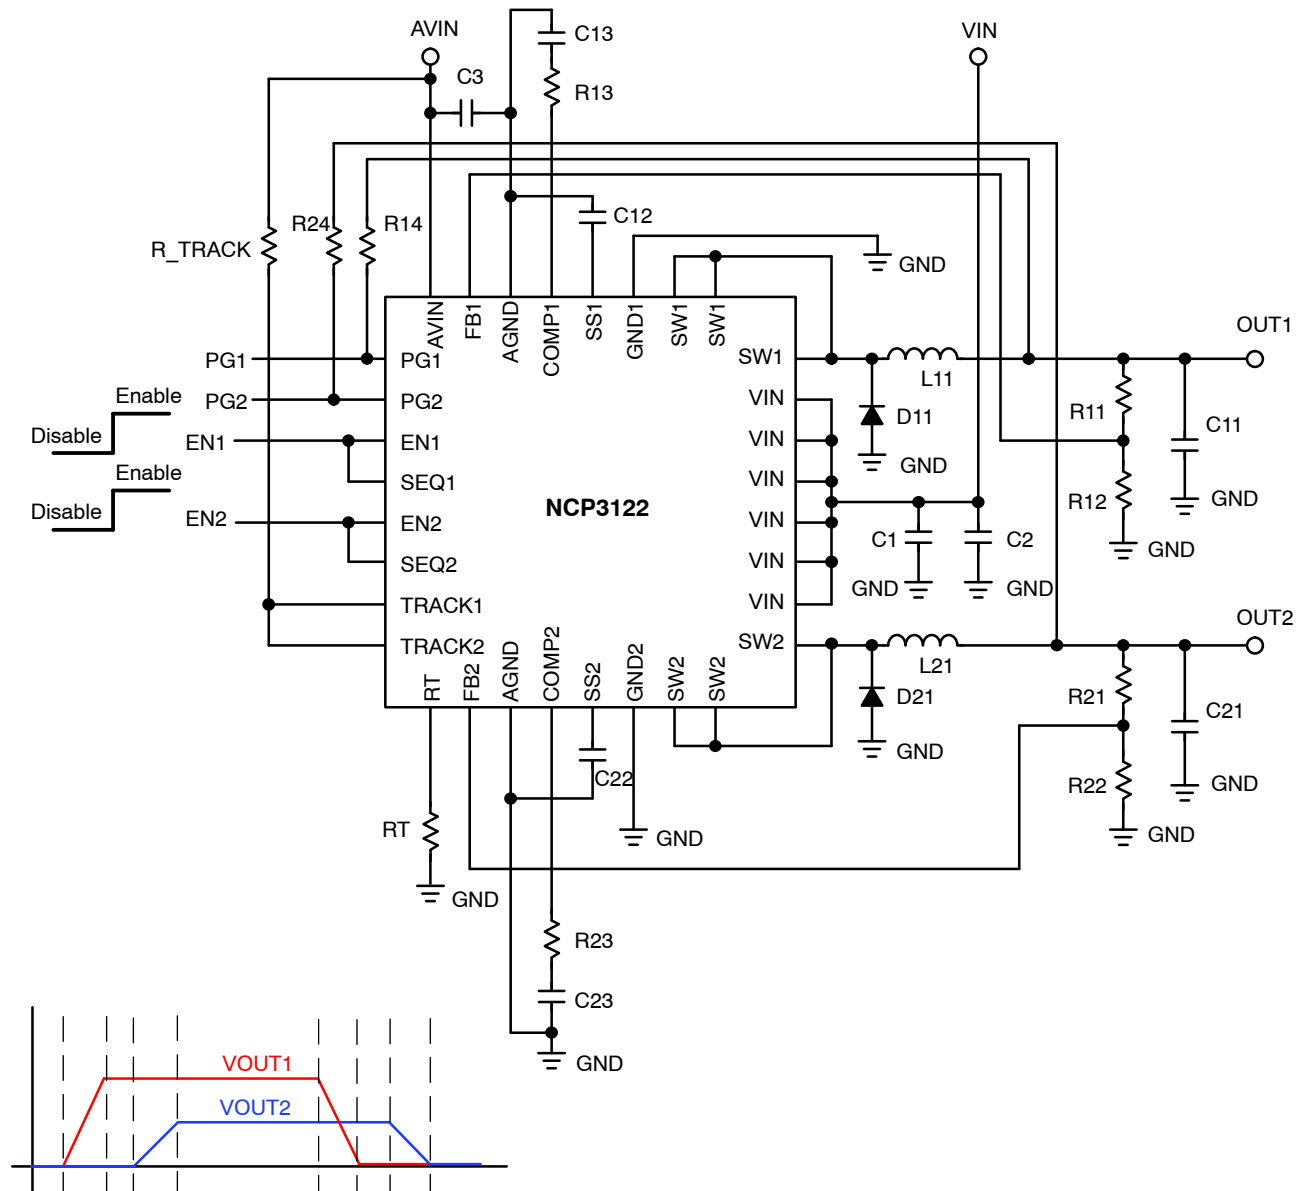 AVIN
VIN
C13
C3
R13
C12
R24
R14
R_TRACK
GND
AVIN
FB1
AGND
COMP1
SS1
GND1
SW1
SW1
OUT1
PG1
PG1
SW1
L11
Enable
PG2
PG2
VIN
D11
R11
C11
Disable
EN1
EN1
VIN
GND
Enable
SEQ1
VIN
R12
GND
Disable
EN2
EN2
NCP3122
VIN
C1
C2
GND
SEQ2
VIN
GND
GND
TRACK1
VIN
OUT2
TRACK2
SW2
L21
RT
FB2
AGND
COMP2
SS2
GND2
SW2
SW2
D21
R21
C21
GND
C22
R22
GND
RT
GND
GND
GND
R23
C23
GND
VOUT1
VOUT2